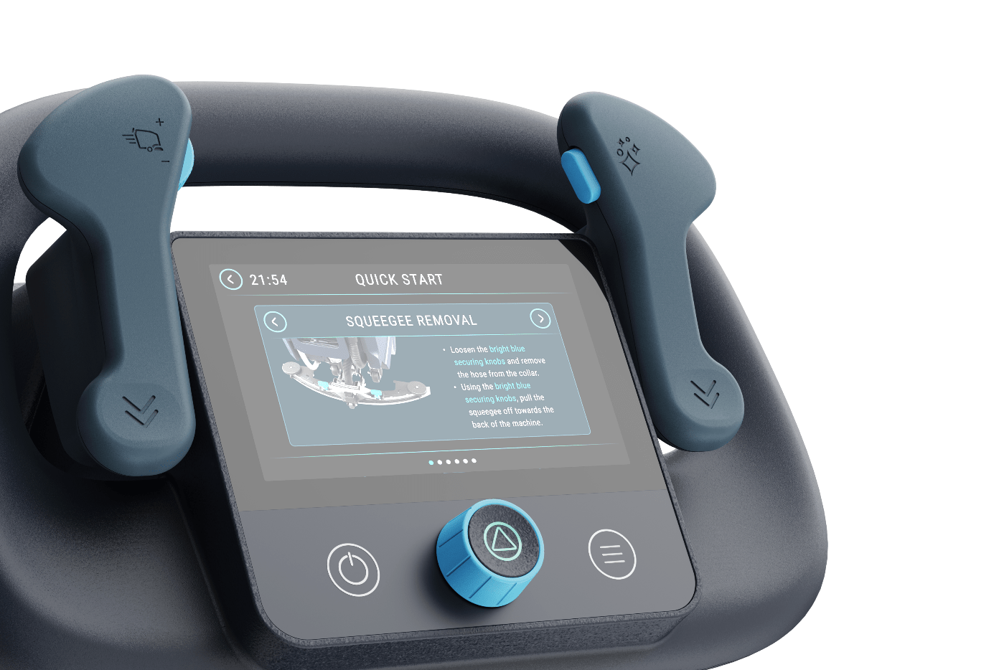 21:54 QUICK START
SQUEEGEE REMOVAL
• Loosen the bright blue
securing knobs and remove
the hose from the collar.
• Using the bright blue
securing knobs, pull the
squeegee off towards the
back of the machine.